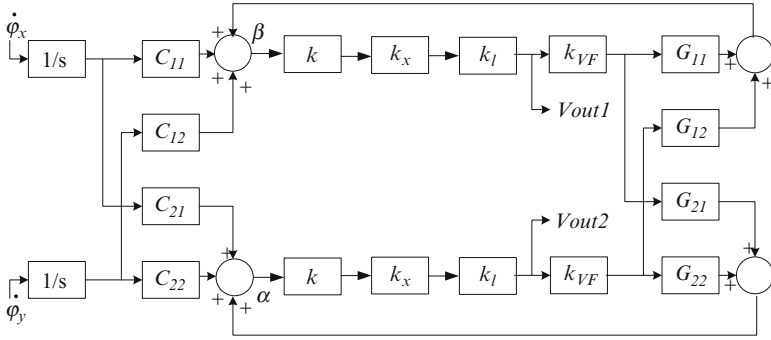 φ̇x
1/s
C11
+
+
+
β
k
kx
kl
kVF
G11
+
+
C12
Vout1
G12
C21
Vout2
G21
1/s
C22
+
+
+
α
k
kx
kl
kVF
G22
+
+
φ̇y